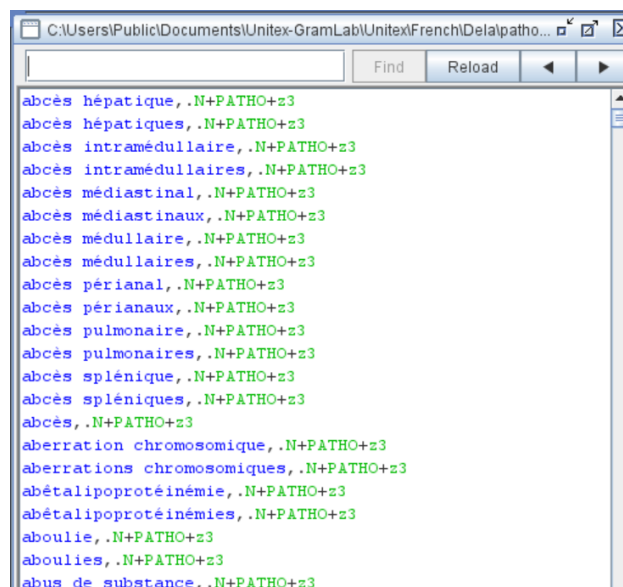 C:\Users\Public\Documents\Unitex-GramLab\Unitex\French\Dela\patho...
Find Reload
abcès hépatique,.N+PATHO+z3
abcès hépatiques,.N+PATHO+z3
abcès intramédullaire,.N+PATHO+z3
abcès intramédullaires,.N+PATHO+z3
abcès médiastinal,.N+PATHO+z3
abcès médiastinaux,.N+PATHO+z3
abcès médullaire,.N+PATHO+z3
abcès médullaires,.N+PATHO+z3
abcès périanal,.N+PATHO+z3
abcès périanaux,.N+PATHO+z3
abcès pulmonaire,.N+PATHO+z3
abcès pulmonaires,.N+PATHO+z3
abcès splénique,.N+PATHO+z3
abcès spléniques,.N+PATHO+z3
abcès,.N+PATHO+z3
aberration chromosomique,.N+PATHO+z3
aberrations chromosomiques,.N+PATHO+z3
abêtalipoprotéinémie,.N+PATHO+z3
abêtalipoprotéinémies,.N+PATHO+z3
aboulie,.N+PATHO+z3
aboulies,.N+PATHO+z3
abus de substance,.N+PATHO+z3